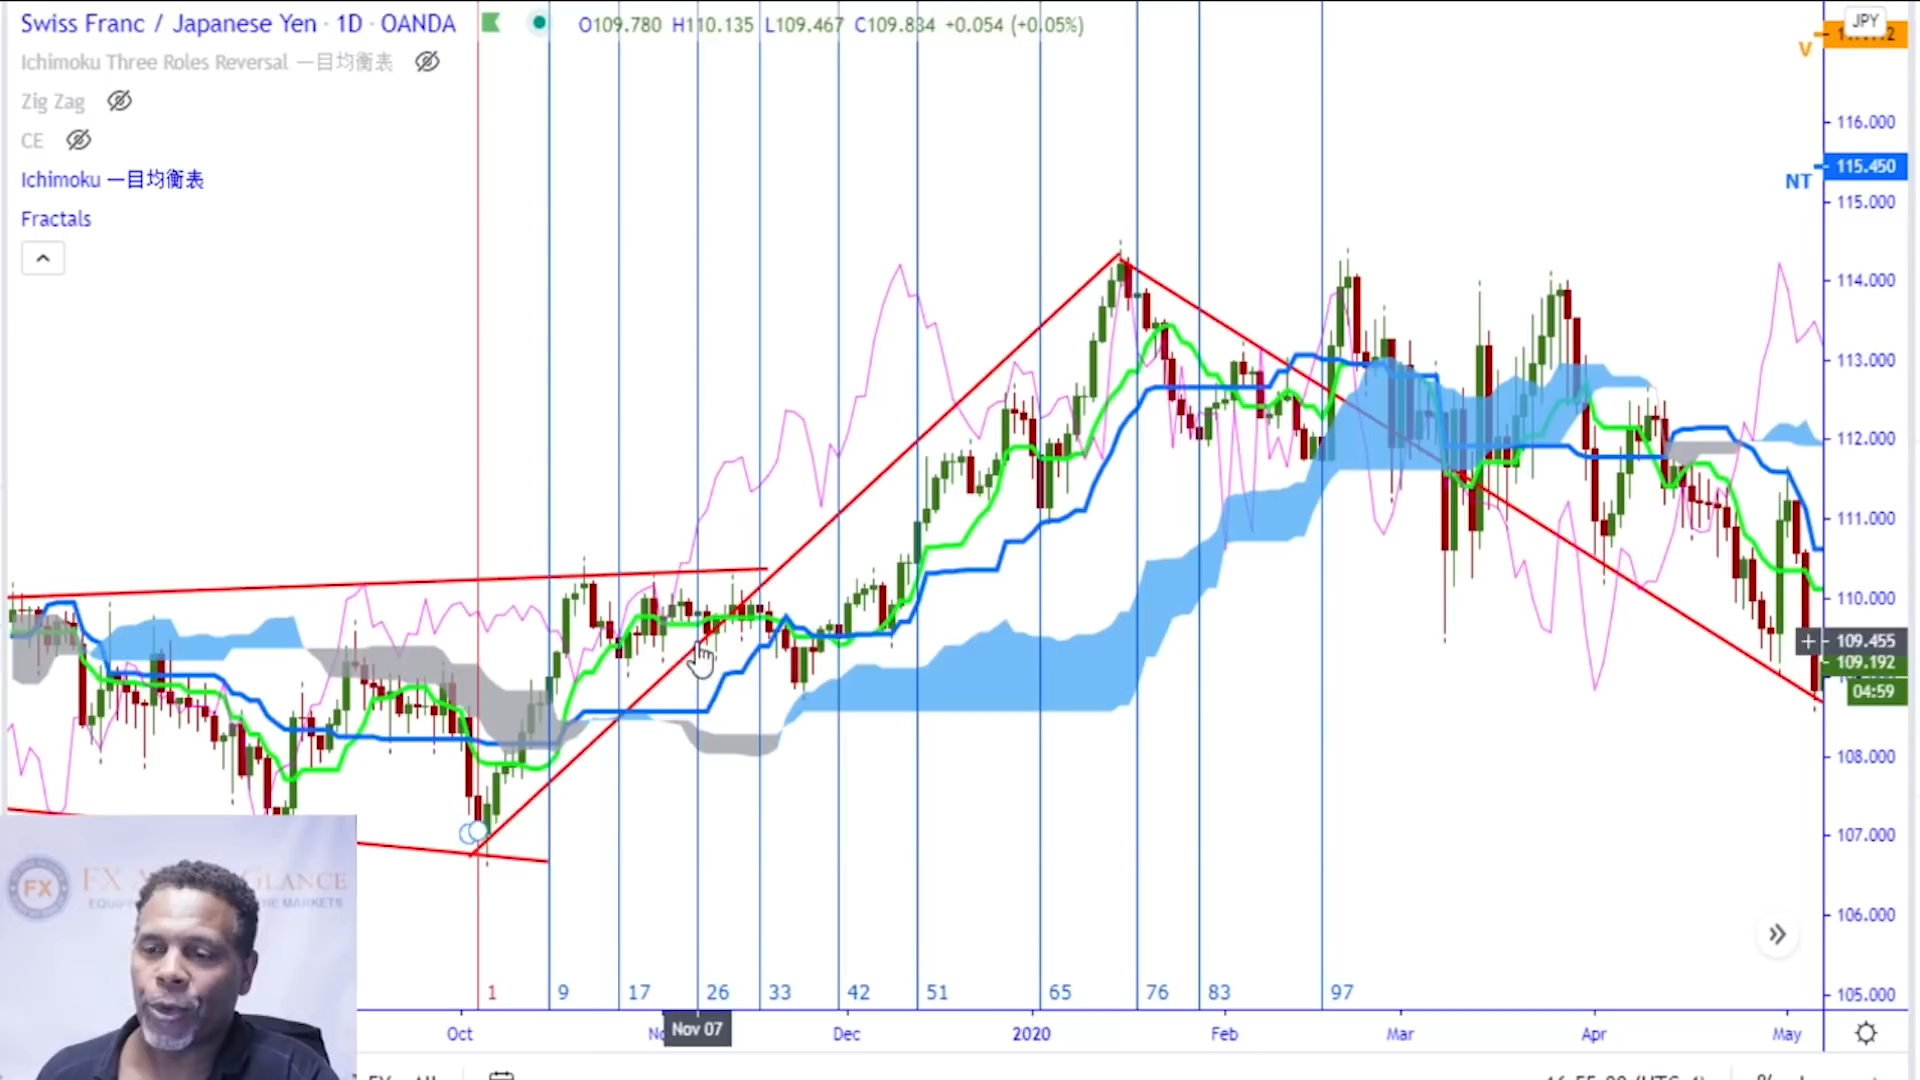 Swiss Franc / Japanese Yen · 1D · OANDA
O109.780 H110.135 L109.467 C109.834 +0.054 (+0.05%)
JPY
Ichimoku Three Roles Reversal 一目均衡表
V
Zig Zag
116.000
CE
115.450
Ichimoku 一目均衡表
NT
115.000
Fractals
114.000
113.000
112.000
111.000
110.000
109.455
109.192
04:59
108.000
107.000
FX
GLANCE
THE MARKETS
106.000
1 9 17 26 33 42 51 65 76 83 97
105.000
Oct Nov 07 Dec 2020 Feb Mar Apr May